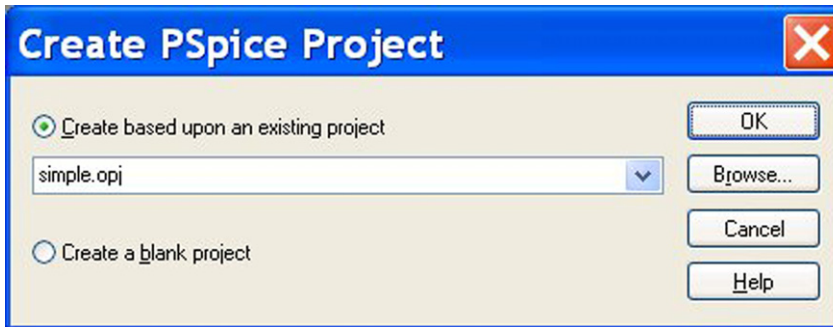 Create PSpice Project
Create based upon an existing project
simple.opj
Create a blank project
OK
Browse...
Cancel
Help